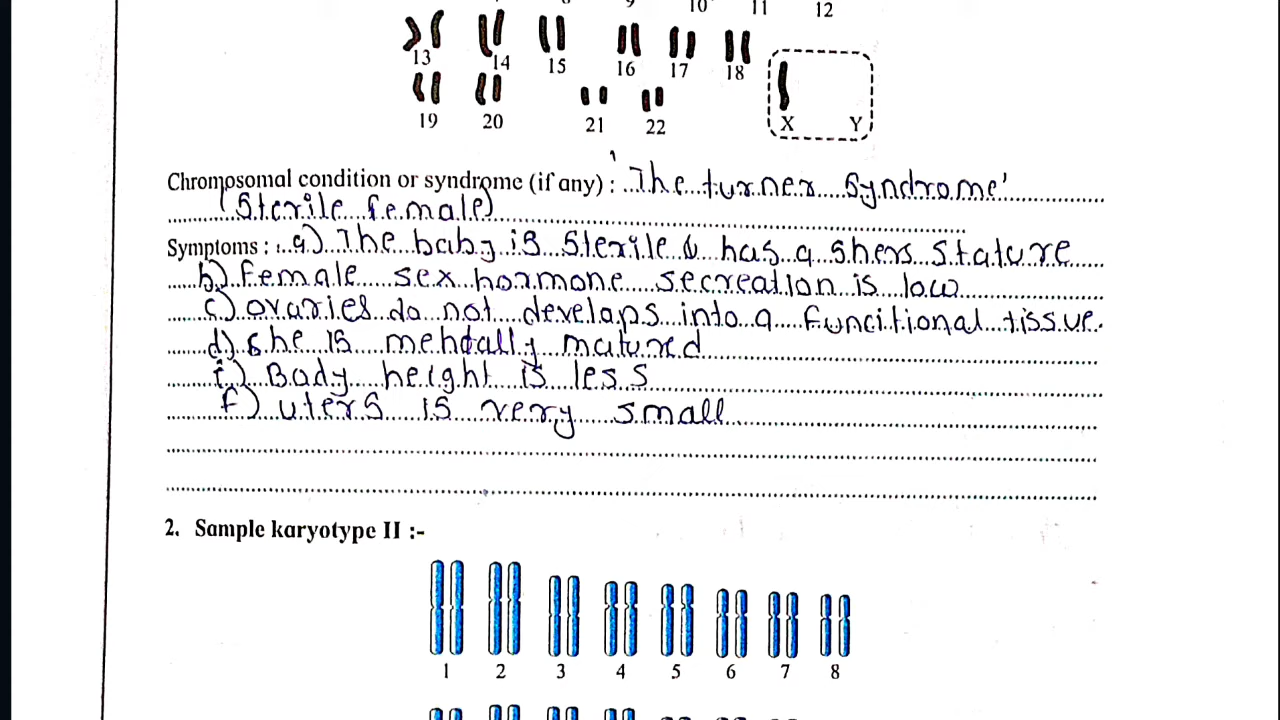 10 11 12
13 14 15 16 17 18
19 20 21 22 X Y
Chromosomal condition or syndrome (if any) : 'The turner Syndrome'
(Sterile female)
Symptoms : a) The baby is sterile & has a shers stature
b) female sex hormone secreation is low
c) ovaries do not develaps into a funcitional tissue.
d) she is mentally matured
Body height is less
f) uters is very small
2. Sample karyotype II :-
1 2 3 4 5 6 7 8